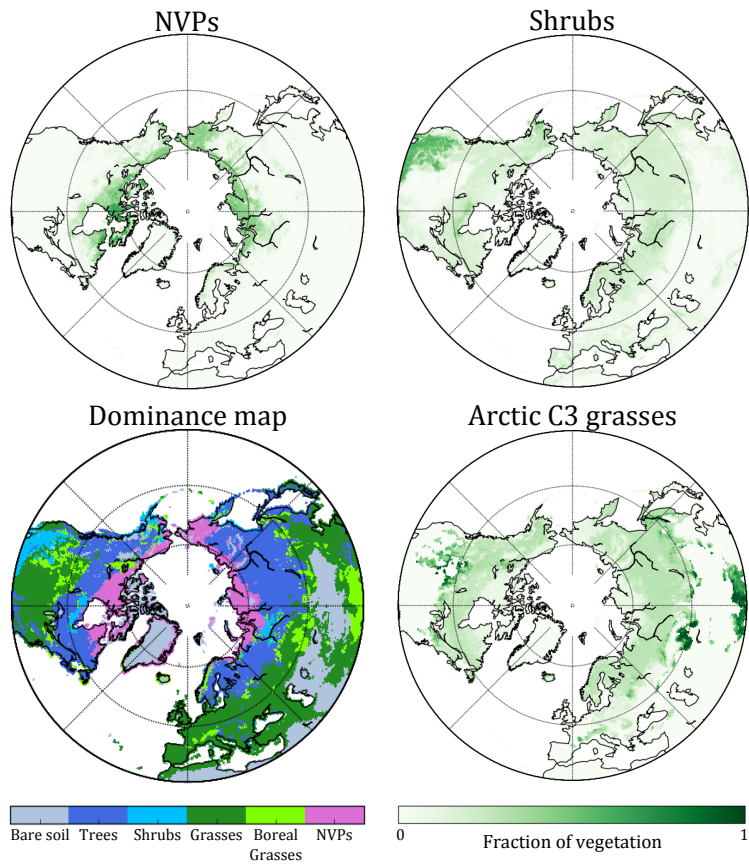 NVPs
Shrubs
Dominance map
Arctic C3 grasses
Bare soil Trees Shrubs Grasses Boreal Grasses NVPs
0 Fraction of vegetation 1